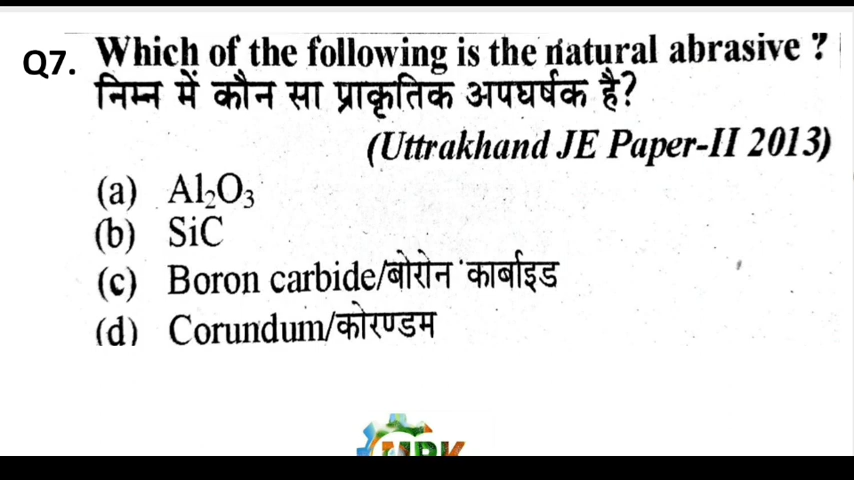 Q7. Which of the following is the natural abrasive ?
निम्न में कौन सा प्राकृतिक अपघर्षक है?
(Uttrakhand JE Paper-II 2013)
(a) Al₂O₃
(b) SiC
(c) Boron carbide/बोरोन कार्बाइड
(d) Corundum/कोरण्डम